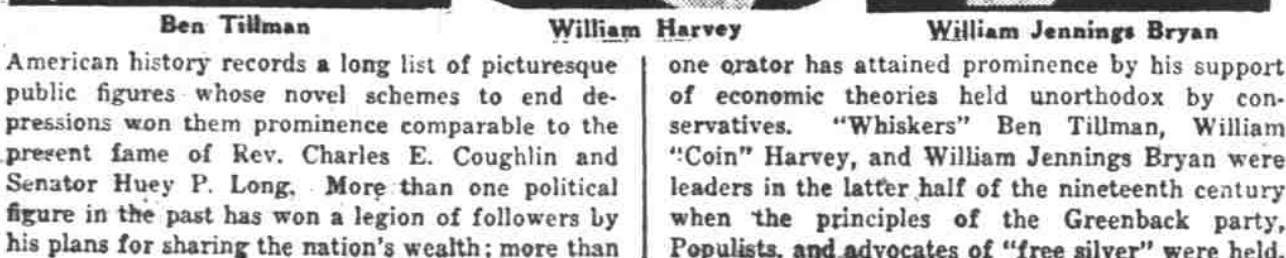 Ben Tillman
William Harvey
William Jennings Bryan
American history records a long list of picturesque
public figures whose novel schemes to end de-
pressions won them prominence comparable to the
present fame of Rev. Charles E. Coughlin and
Senator Huey P. Long. More than one political
figure in the past has won a legion of followers by
his plans for sharing the nation's wealth; more than
one orator has attained prominence by his support
of economic theories held unorthodox by con-
servatives. "Whiskers" Ben Tillman, William
"Coin" Harvey, and William Jennings Bryan were
leaders in the latter half of the nineteenth century
when the principles of the Greenback party,
Populists, and advocates of "free silver" were held.